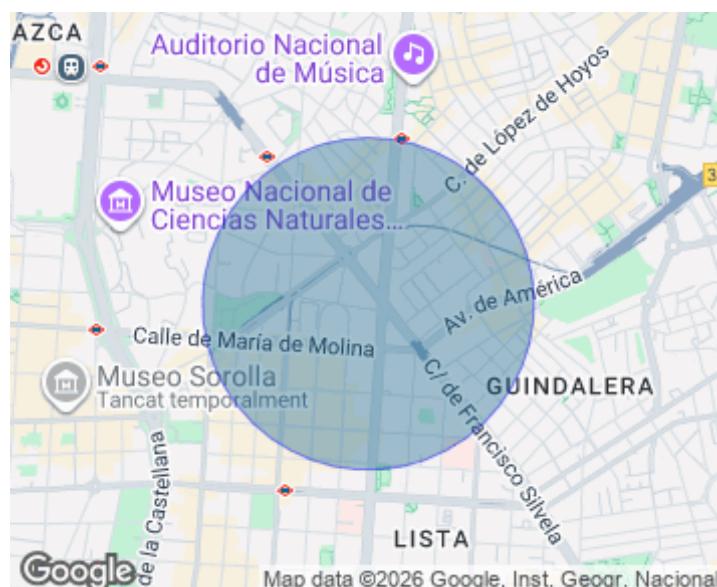 AZCA
Auditorio Nacional
de Música
C. de López de Hoyos
3
Museo Nacional de
Ciencias Naturales...
Av. de América
Calle de María de Molina
Museo Sorolla
Tancat temporalment
C/ de Francisco Silvela
GUINDALERA
de la Castellana
LISTA
Google
Map data ©2026 Google, Inst. Geogr. Nacional